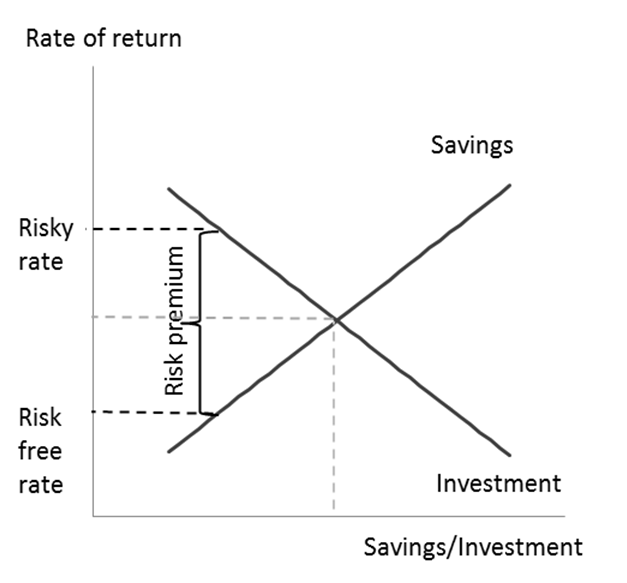 Rate of return
Savings
Risky
rate
Risk premium
Risk
free
rate
Investment
Savings/Investment